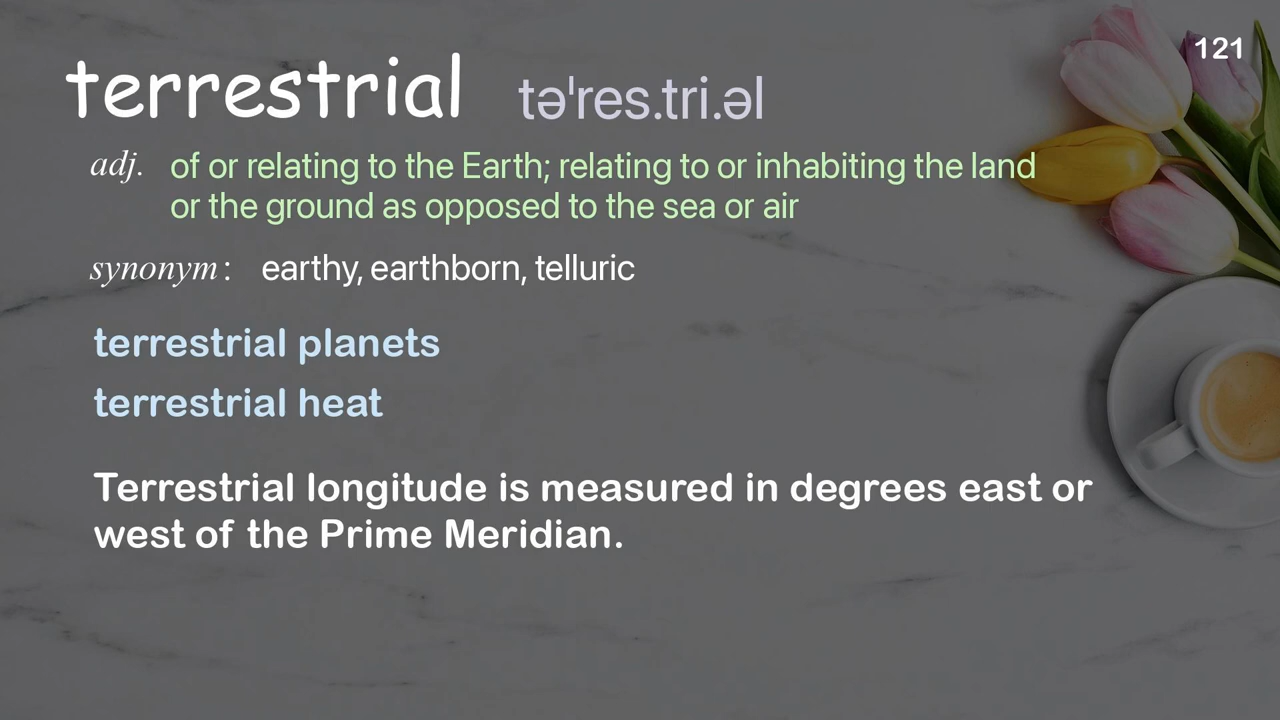 121
terrestrial təˈres.tri.əl
adj. of or relating to the Earth; relating to or inhabiting the land
or the ground as opposed to the sea or air
synonym : earthy, earthborn, telluric
terrestrial planets
terrestrial heat
Terrestrial longitude is measured in degrees east or
west of the Prime Meridian.